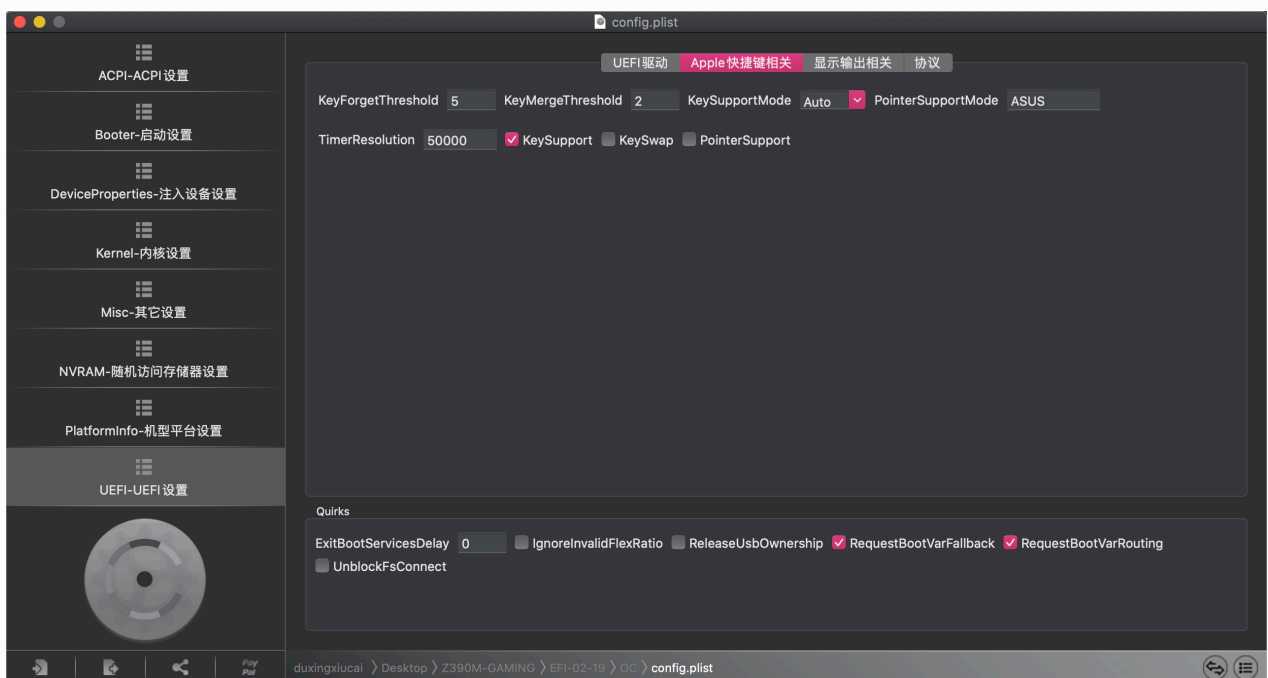 config.plist
ACPI-ACPI设置
Booter-启动设置
DeviceProperties-注入设备设置
Kernel-内核设置
Misc-其它设置
NVRAM-随机访问存储器设置
PlatformInfo-机型平台设置
UEFI-UEFI设置
UEFI驱动 Apple快捷键相关 显示输出相关 协议
KeyForgetThreshold 5 KeyMergeThreshold 2 KeySupportMode Auto PointerSupportMode ASUS
TimerResolution 50000 KeySupport KeySwap PointerSupport
Quirks
ExitBootServicesDelay 0 IgnoreInvalidFlexRatio ReleaseUsbOwnership RequestBootVarFallback RequestBootVarRouting
UnblockFsConnect
Pay
Pal
duxingxiucai 〉Desktop 〉Z390M-GAMING 〉EFI-02-19 〉OC 〉config.plist